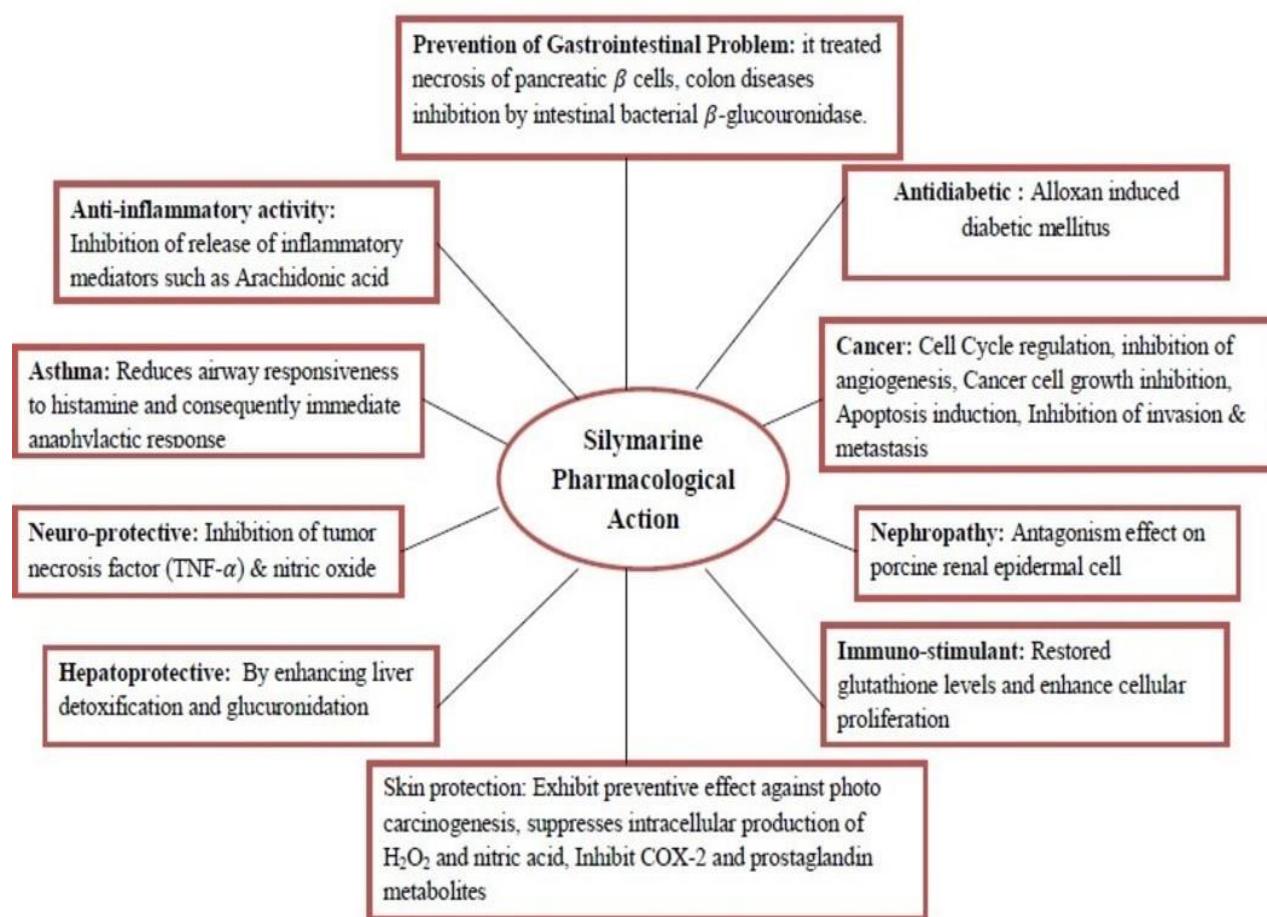 Prevention of Gastrointestinal Problem: it treated
necrosis of pancreatic β cells, colon diseases
inhibition by intestinal bacterial β-glucouronidase.
Anti-inflammatory activity:
Inhibition of release of inflammatory
mediators such as Arachidonic acid
Antidiabetic : Alloxan induced
diabetic mellitus
Asthma: Reduces airway responsiveness
to histamine and consequently immediate
anaphylactic response
Cancer: Cell Cycle regulation, inhibition of
angiogenesis, Cancer cell growth inhibition,
Apoptosis induction, Inhibition of invasion &
metastasis
Silymarine
Pharmacological
Action
Neuro-protective: Inhibition of tumor
necrosis factor (TNF-α) & nitric oxide
Nephropathy: Antagonism effect on
porcine renal epidermal cell
Hepatoprotective: By enhancing liver
detoxification and glucuronidation
Immuno-stimulant: Restored
glutathione levels and enhance cellular
proliferation
Skin protection: Exhibit preventive effect against photo
carcinogenesis, suppresses intracellular production of
H₂O₂ and nitric acid, Inhibit COX-2 and prostaglandin
metabolites